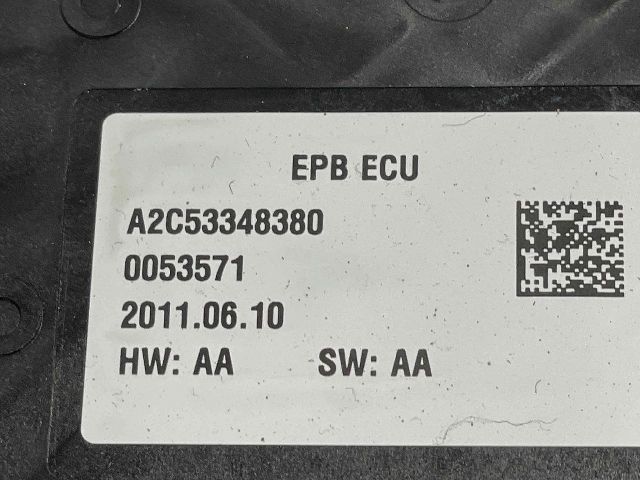 EPB ECU
A2C53348380
0053571
2011.06.10
HW: AA SW: AA